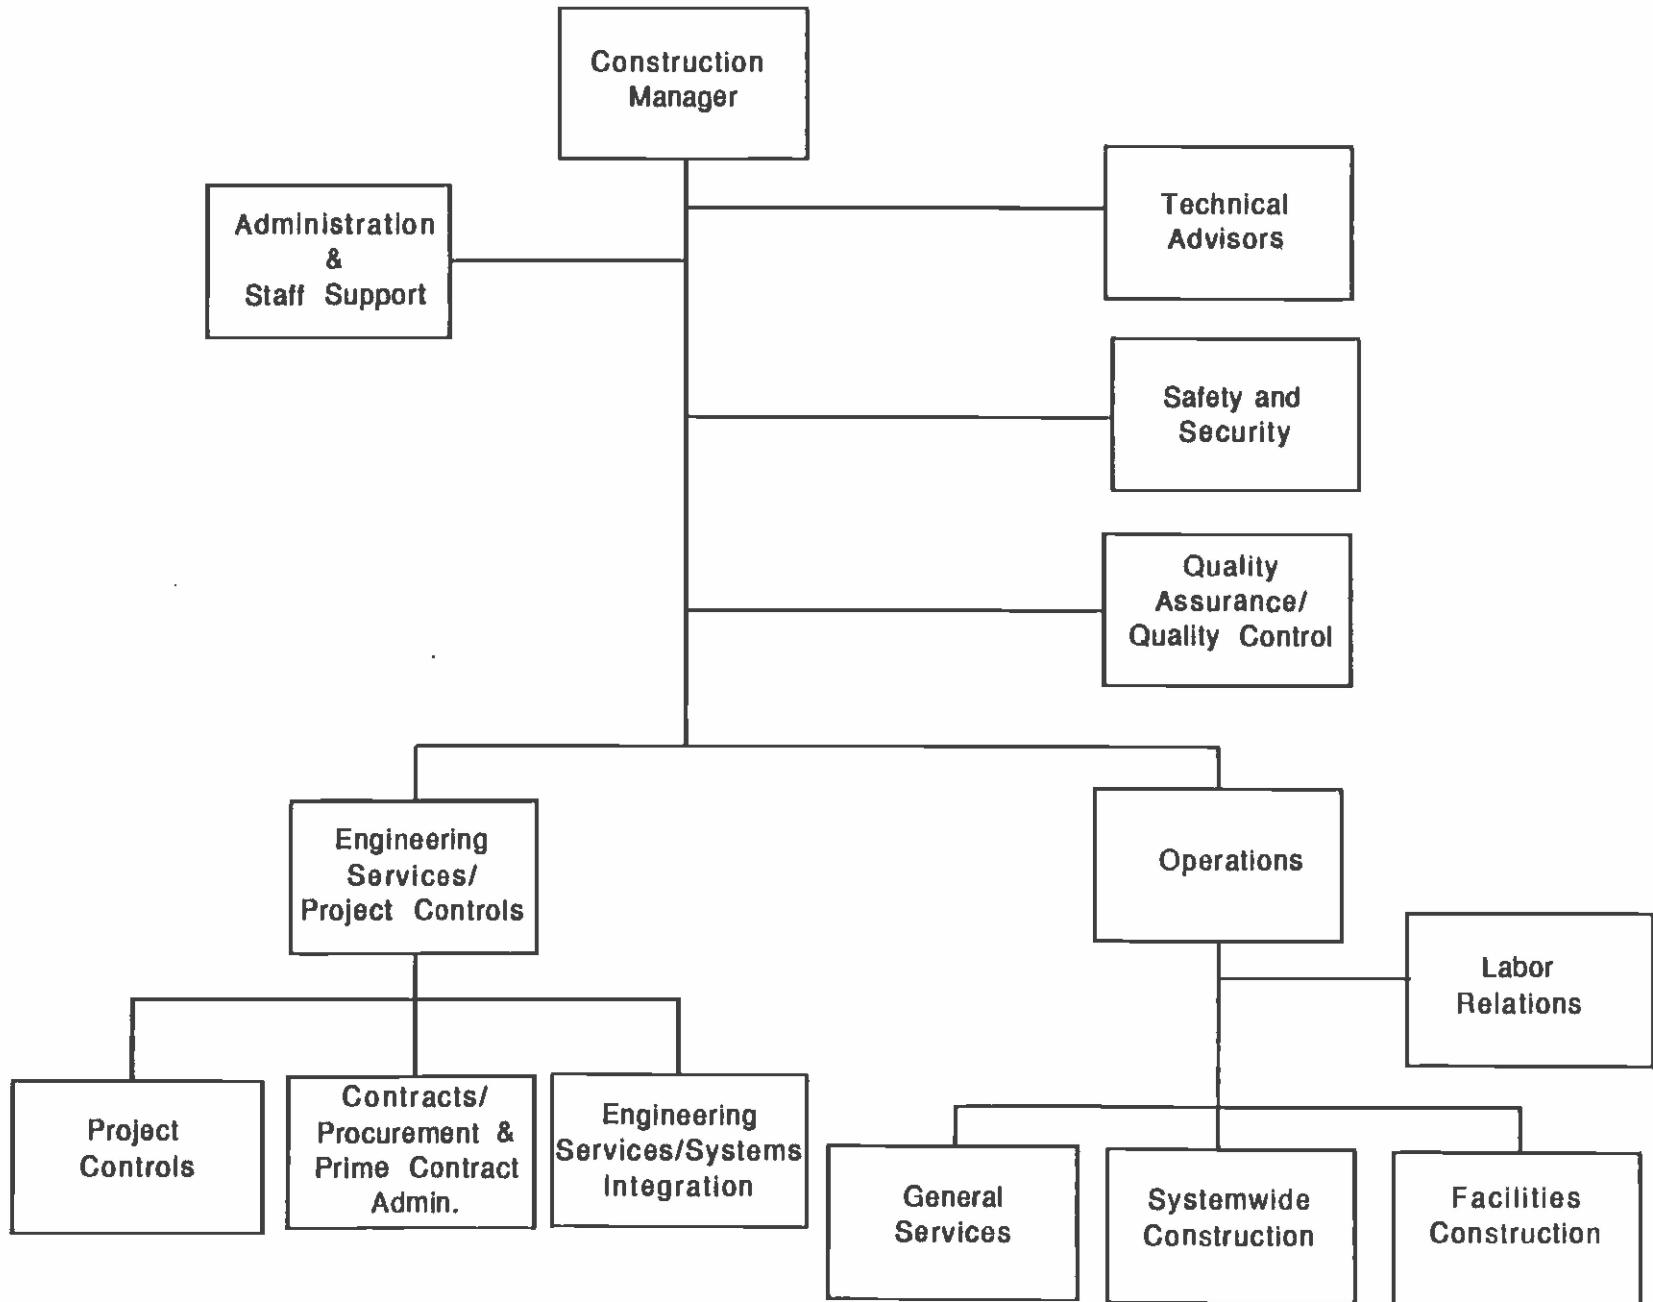 Construction
Manager
Administration
&
Staff Support
Technical
Advisors
Safety and
Security
Quality
Assurance/
Quality Control
Engineering
Services/
Project Controls
Operations
Labor
Relations
Project
Controls
Contracts/
Procurement &
Prime Contract
Admin.
Engineering
Services/Systems
Integration
General
Services
Systemwide
Construction
Facilities
Construction